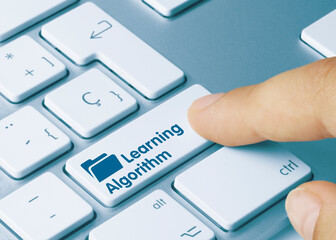 +
*
ç
Learning
Algorithm
alt
ctrl